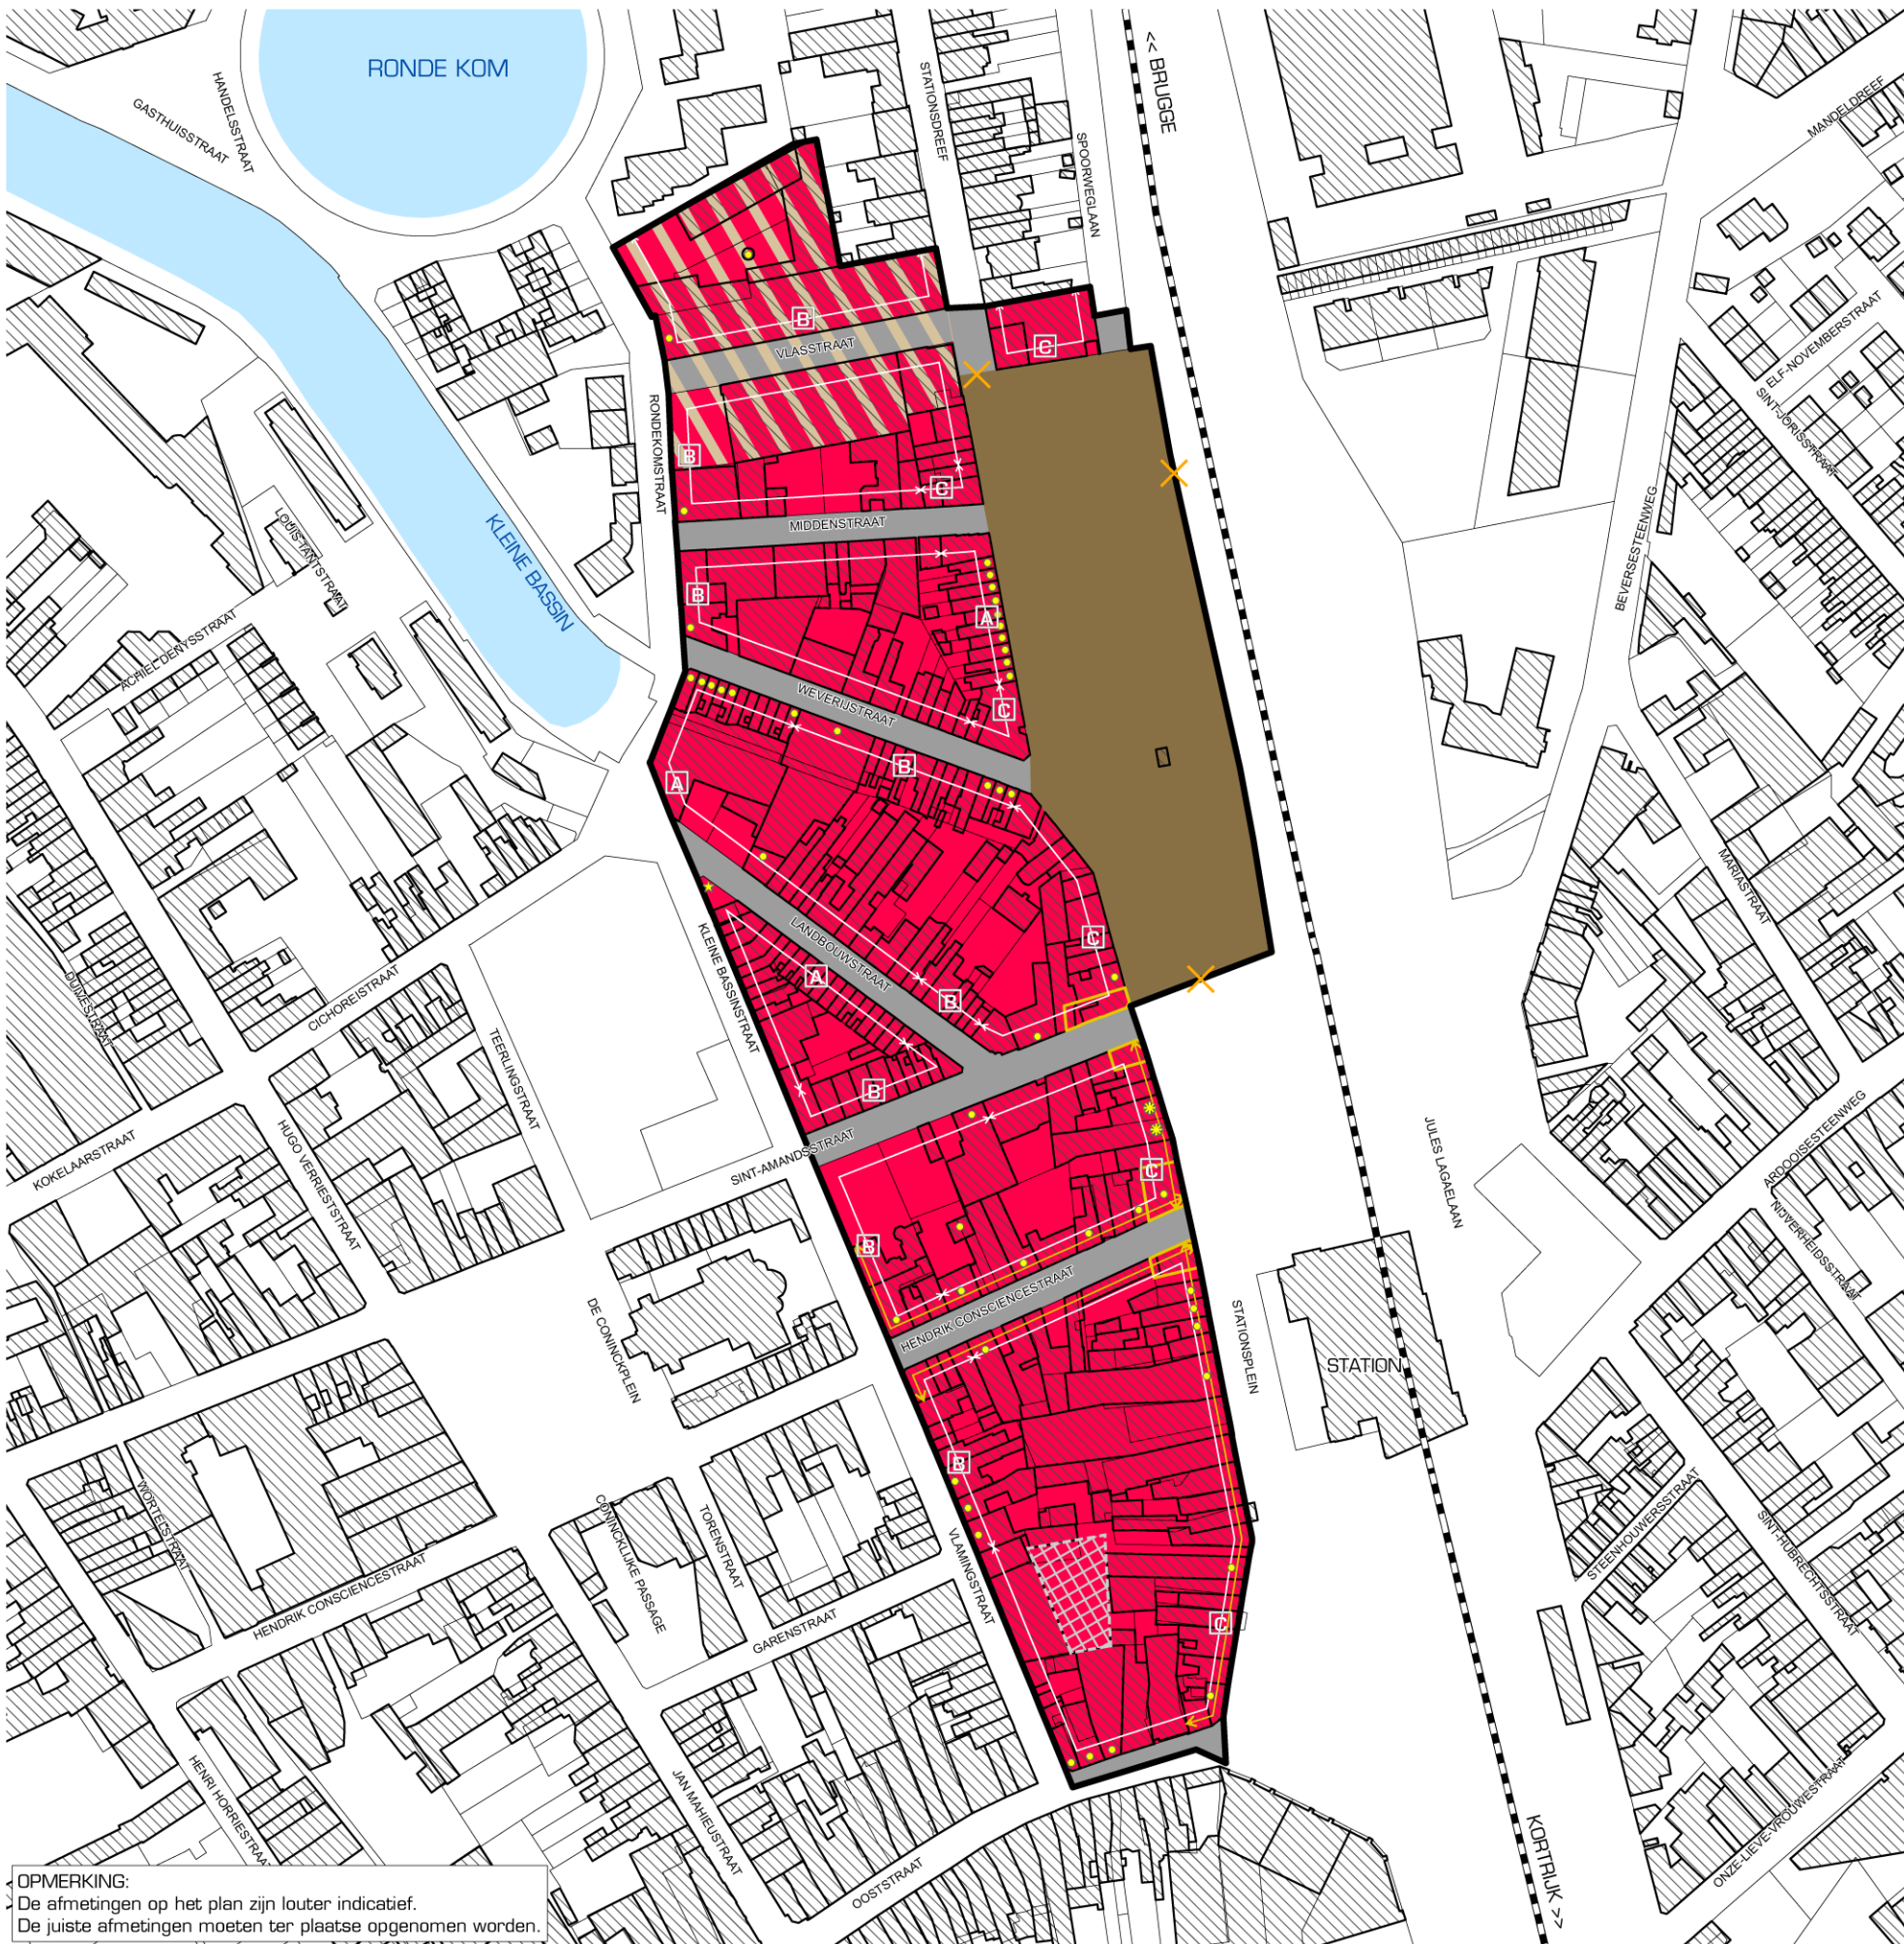 RONDE KOM
<< BRUGGE
HANDELSSTRAAT
GASTHUISSTRAAT
STATIONSDREEF
SPOORWEGLAAN
MANDELDREEF
B
C
VLASSTRAAT
ELF-NOVEMBERSTRAAT
SINT-JORISSTRAAT
RONDEKOMSTRAAT
B
C
MIDDENSTRAAT
BEVERSESTEENWEG
KLEINE BASSIN
B
A
ACRIEL DENYSSTRAAT
WEVERIJSTRAAT
C
B
A
MARIASTRAAT
C
LANDBOUWSTRAAT
KLEINE BASSINSTRAAT
A
B
DUIVESTRAAT
CICHOREISTRAAT
TEERLINGSTRAAT
B
KOKELAARSTRAAT
HUGO VERRIESTSTRAAT
SINT-AMANDSSTRAAT
C
JULES LAGAELAAN
ARDOOISESTEENWEG
NIJVERHEIDSSTRAAT
B
HENDRIK CONSCIENCESTRAAT
DE CONINCKPLEIN
STATIONSPLEIN
STATION
B
WORTELSTRAAT
CONINCKLIJKE PASSAGE
TORENSTRAAT
VLAMINGSTRAAT
STEENHOUWERSSTRAAT
SINT-HUBRECHTSSTRAAT
HENDRIK CONSCIENCESTRAAT
GARENSTRAAT
C
HENRI HORRIESTRAAT
JAN MAHIEUSTRAAT
OOSTSTRAAT
ONZE-LIEVE-VROUWESTRAAT
KORTRIJK >>
OPMERKING:
De afmetingen op het plan zijn louter indicatief.
De juiste afmetingen moeten ter plaatse opgenomen worden.